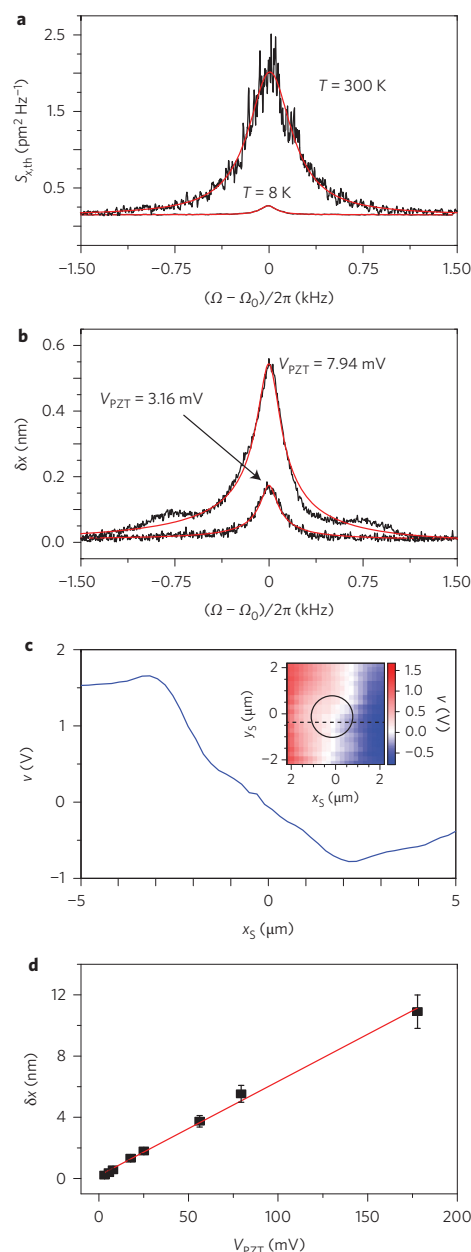 a
2.5
1.5
0.5
S_x,th (pm² Hz⁻¹)
T = 300 K
T = 8 K
−1.50 −0.75 0 0.75 1.50
(Ω − Ω₀)/2π (kHz)
b
0.6
0.4
0.2
0.0
δx (nm)
V_PZT = 7.94 mV
V_PZT = 3.16 mV
−1.50 −0.75 0 0.75 1.50
(Ω − Ω₀)/2π (kHz)
c
2
1
0
−1
v (V)
2
0
−2
y_S (µm)
2 0 2
x_S (µm)
1.5
1.0
0.5
0.0
−0.5
v (V)
−5 0 5
x_S (µm)
d
12
8
4
0
δx (nm)
0 50 100 150 200
V_PZT (mV)